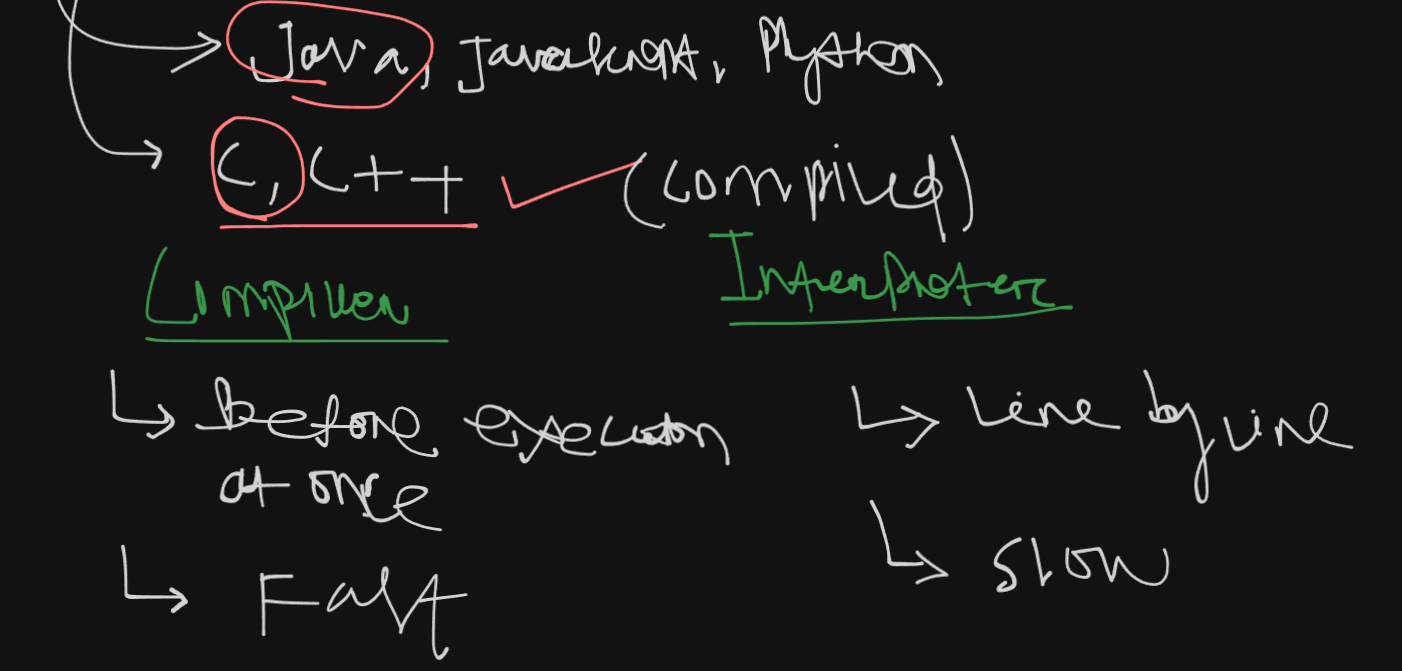 Java, Javascript, Python
C, C++ (compiled)
Compiler Interpreter
Before execution Line by line
at once
Fast Slow